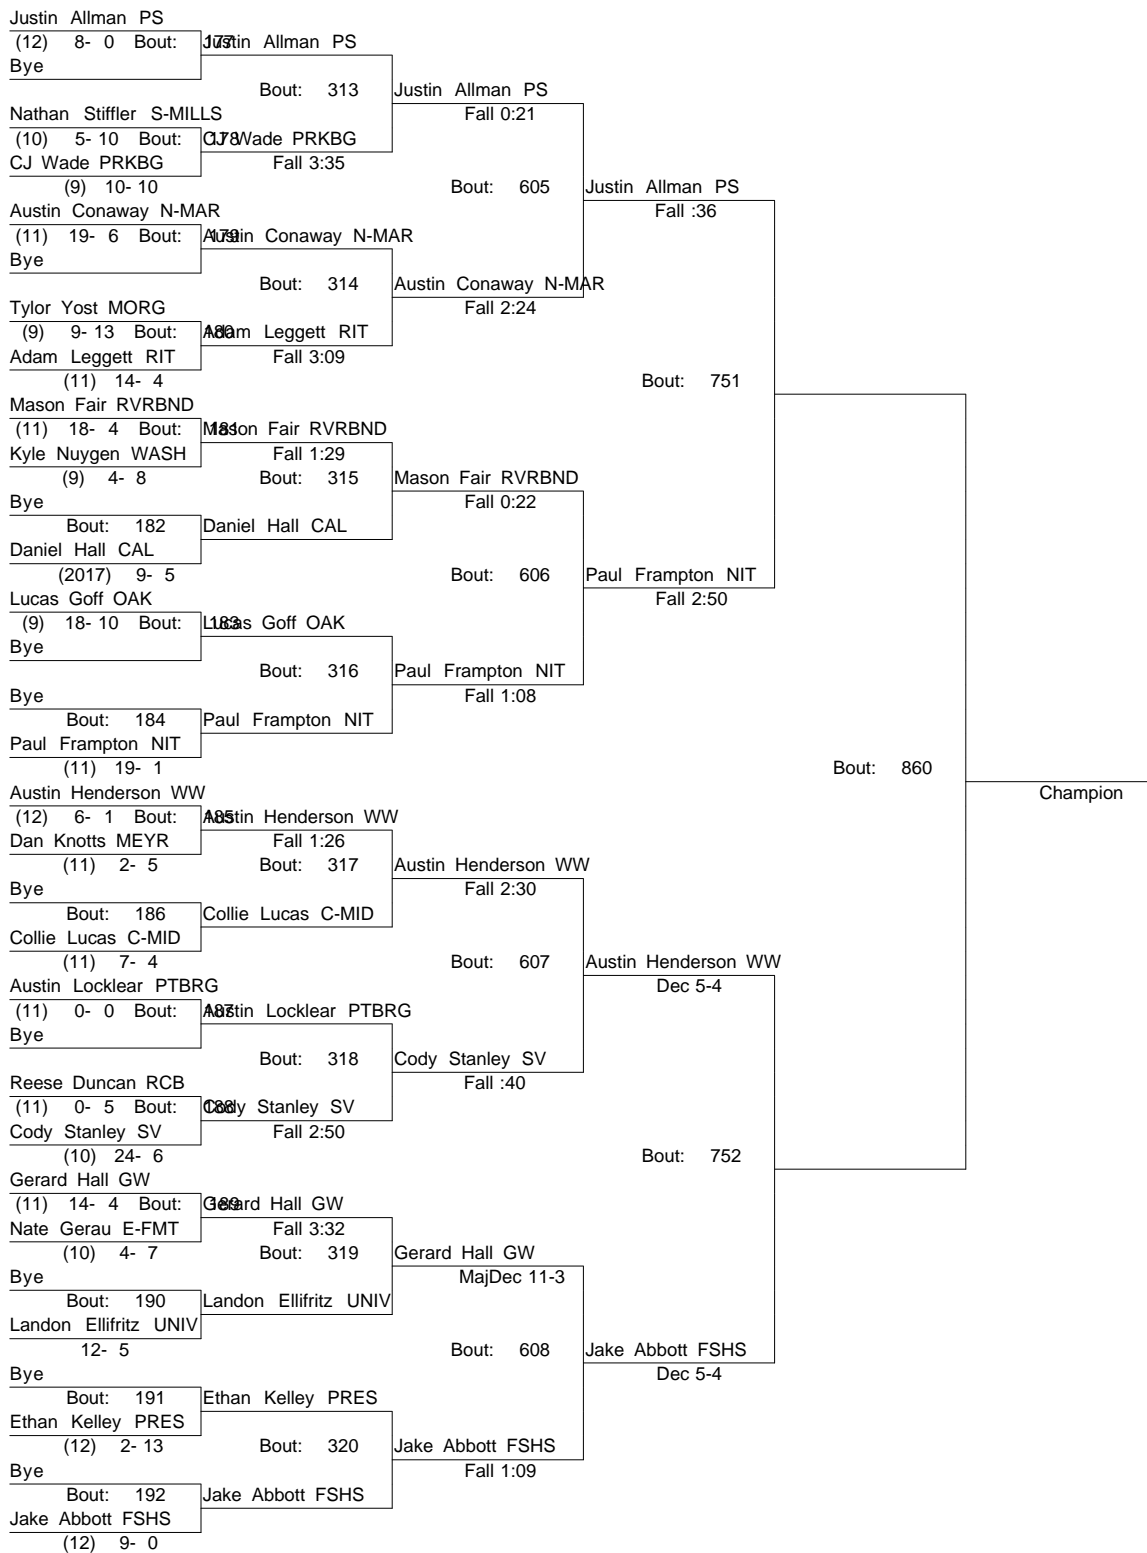 Justin Allman PS
(12) 8- 0 Bout: 177
Justin Allman PS
Bye
Bout: 313
Justin Allman PS
Fall 0:21
Nathan Stiffler S-MILLS
(10) 5- 10 Bout: 178
CJ Wade PRKBG
CJ Wade PRKBG
Fall 3:35
(9) 10- 10
Bout: 605
Justin Allman PS
Fall :36
Austin Conaway N-MAR
(11) 19- 6 Bout: 179
Austin Conaway N-MAR
Bye
Bout: 314
Austin Conaway N-MAR
Fall 2:24
Tylor Yost MORG
(9) 9- 13 Bout: 180
Adam Leggett RIT
Adam Leggett RIT
Fall 3:09
(11) 14- 4
Bout: 751
Mason Fair RVRBND
(11) 18- 4 Bout: 181
Mason Fair RVRBND
Kyle Nuygen WASH
Fall 1:29
(9) 4- 8
Bout: 315
Mason Fair RVRBND
Fall 0:22
Bye
Bout: 182
Daniel Hall CAL
Daniel Hall CAL
(2017) 9- 5
Bout: 606
Paul Frampton NIT
Fall 2:50
Lucas Goff OAK
(9) 18- 10 Bout: 183
Lucas Goff OAK
Bye
Bout: 316
Paul Frampton NIT
Fall 1:08
Bye
Bout: 184
Paul Frampton NIT
Paul Frampton NIT
(11) 19- 1
Bout: 860
Champion
Austin Henderson WW
(12) 6- 1 Bout: 185
Austin Henderson WW
Dan Knotts MEYR
Fall 1:26
(11) 2- 5
Bout: 317
Austin Henderson WW
Fall 2:30
Bye
Bout: 186
Collie Lucas C-MID
Collie Lucas C-MID
(11) 7- 4
Bout: 607
Austin Henderson WW
Dec 5-4
Austin Locklear PTBRG
(11) 0- 0 Bout: 187
Austin Locklear PTBRG
Bye
Bout: 318
Cody Stanley SV
Fall :40
Reese Duncan RCB
(11) 0- 5 Bout: 188
Cody Stanley SV
Cody Stanley SV
Fall 2:50
(10) 24- 6
Bout: 752
Gerard Hall GW
(11) 14- 4 Bout: 189
Gerard Hall GW
Nate Gerau E-FMT
Fall 3:32
(10) 4- 7
Bout: 319
Gerard Hall GW
MajDec 11-3
Bye
Bout: 190
Landon Ellifritz UNIV
Landon Ellifritz UNIV
12- 5
Bout: 608
Jake Abbott FSHS
Dec 5-4
Bye
Bout: 191
Ethan Kelley PRES
Ethan Kelley PRES
(12) 2- 13
Bout: 320
Jake Abbott FSHS
Fall 1:09
Bye
Bout: 192
Jake Abbott FSHS
Jake Abbott FSHS
(12) 9- 0